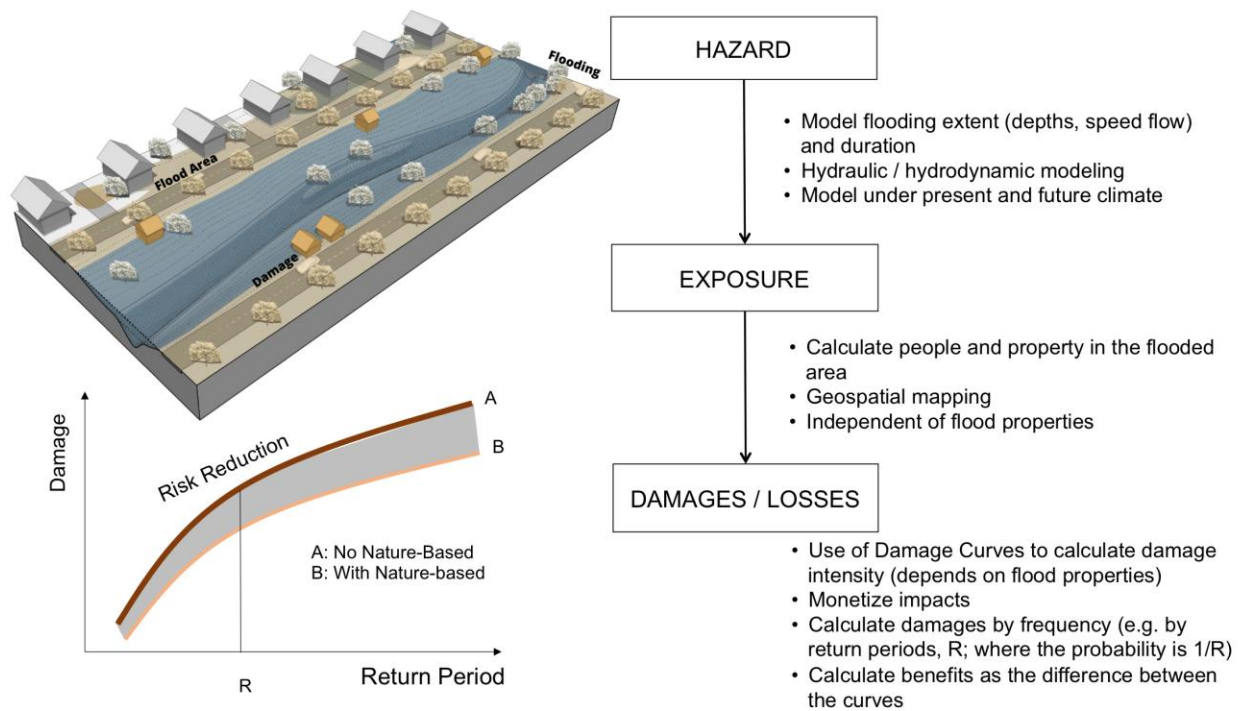 Flooding
Flood Area
Damage
HAZARD
• Model flooding extent (depths, speed flow)
and duration
• Hydraulic / hydrodynamic modeling
• Model under present and future climate
EXPOSURE
• Calculate people and property in the flooded
area
• Geospatial mapping
• Independent of flood properties
DAMAGES / LOSSES
• Use of Damage Curves to calculate damage
intensity (depends on flood properties)
• Monetize impacts
• Calculate damages by frequency (e.g. by
return periods, R; where the probability is 1/R)
• Calculate benefits as the difference between
the curves
Damage
Risk Reduction
A
B
A: No Nature-Based
B: With Nature-based
R
Return Period